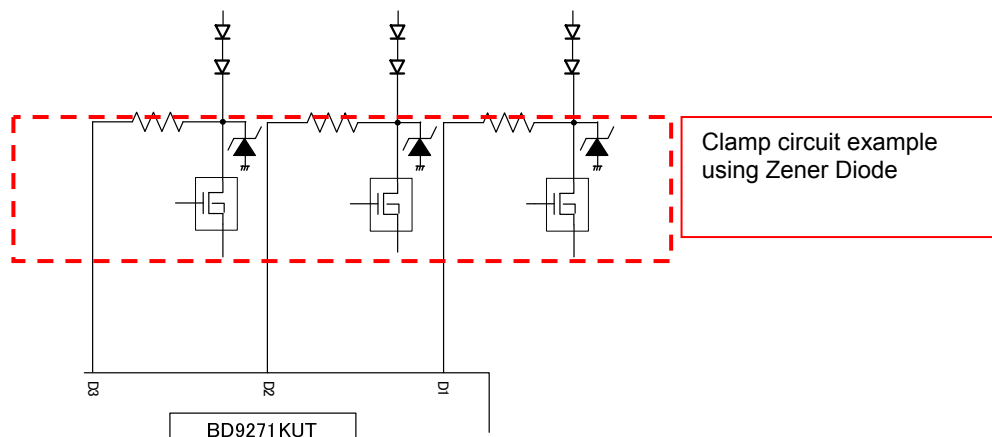 Clamp circuit example
using Zener Diode
D3
D2
D1
BD9271KUT